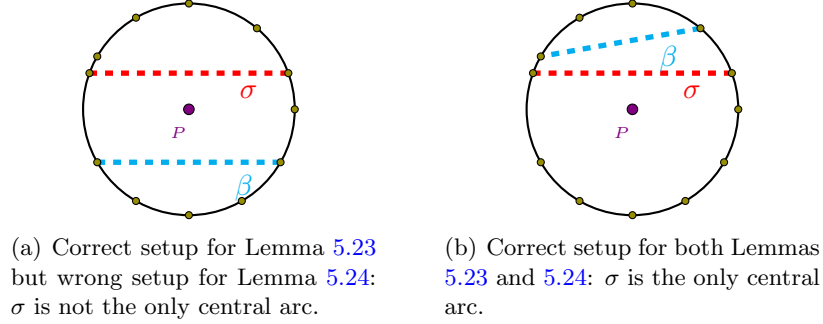 β
σ
P
β
σ
P
β
(a) Correct setup for Lemma 5.23
but wrong setup for Lemma 5.24:
σ is not the only central arc.
(b) Correct setup for both Lemmas
5.23 and 5.24: σ is the only central
arc.